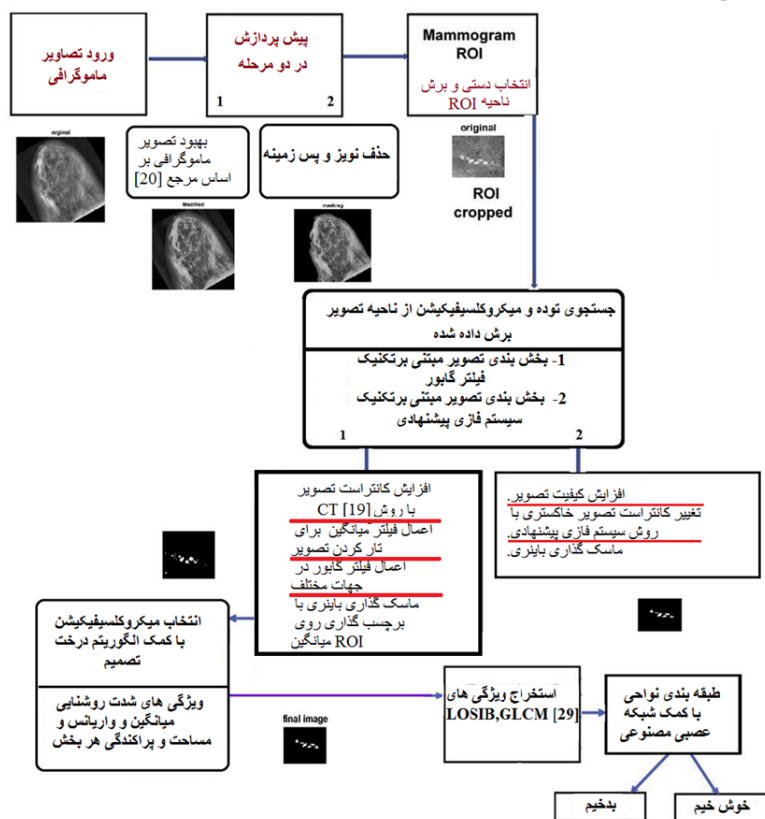 ورود تصاویر
ماموگرافی
پیش پردازش
در دو مرحله
1 2
Mammogram
ROI
انتخاب دستی و برش
ناحیه ROI
orginal
بهبود تصویر
ماموگرافی بر
اساس مرجع [20]
Modified
حذف نویز و پس زمینه
masking
original
ROI
cropped
جستجوی توده و میکروکلسیفیکیشن از ناحیه تصویر
برش داده شده
1- بخش بندی تصویر مبتنی برتکنیک
فیلتر گابور
2- بخش بندی تصویر مبتنی برتکنیک
سیستم فازی پیشنهادی
1 2
افزایش کانتراست تصویر
با روش CT [19]
اعمال فیلتر میانگین برای
تار کردن تصویر
اعمال فیلتر گابور در
جهات مختلف
ماسک گذاری باینری با
برچسب گذاری روی
میانگین ROI
افزایش کیفیت تصویر.
تغییر کانتراست تصویر خاکستری با
روش سیستم فازی پیشنهادی.
ماسک گذاری باینری.
انتخاب میکروکلسیفیکیشن
با کمک الگوریتم درخت
تصمیم
ویژگی های شدت روشنایی
میانگین و واریانس و
مساحت و پراکندگی هر بخش
final image
استخراج ویژگی های
LOSIB,GLCM [29]
طبقه بندی نواحی
با کمک شبکه
عصبی مصنوعی
بدخیم
خوش خیم